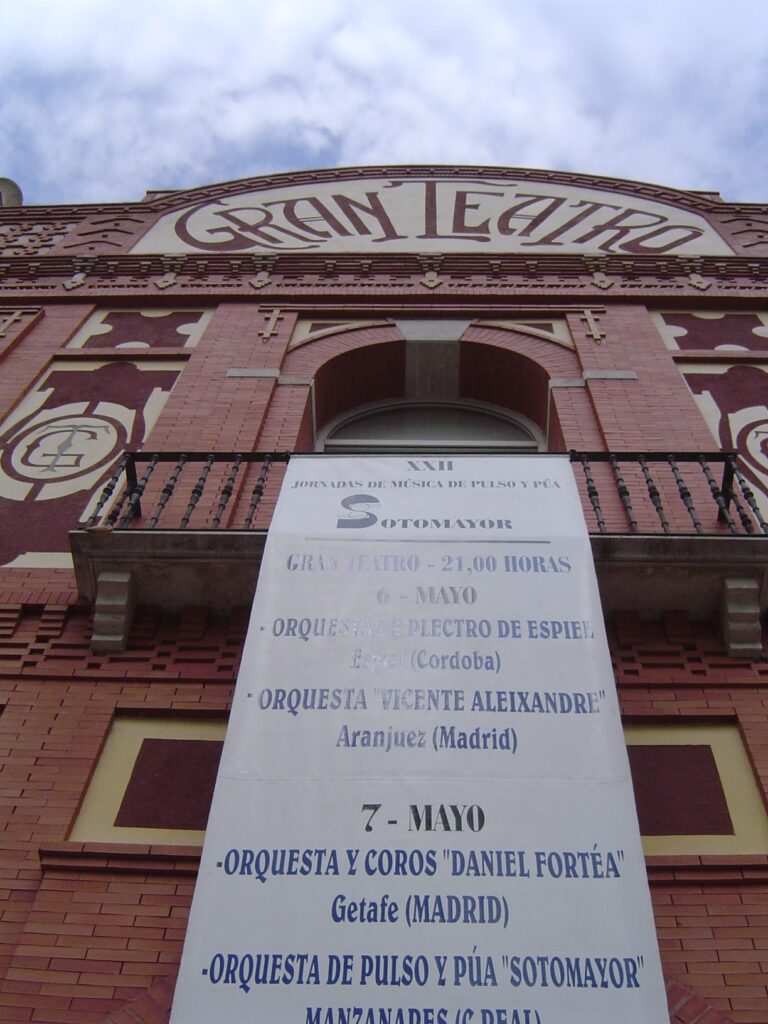 GRAN TEATRO
TG
XXII
JORNADAS DE MÚSICA DE PULSO Y PÚA
SOTOMAYOR
GRAN TEATRO - 21,00 HORAS
6 - MAYO
- ORQUESTA DE PLECTRO DE ESPIEL
Espiel (Cordoba)
- ORQUESTA "VICENTE ALEIXANDRE"
Aranjuez (Madrid)
7 - MAYO
-ORQUESTA Y COROS "DANIEL FORTÉA"
Getafe (MADRID)
-ORQUESTA DE PULSO Y PÚA "SOTOMAYOR"
MANZANARES (C.REAL)